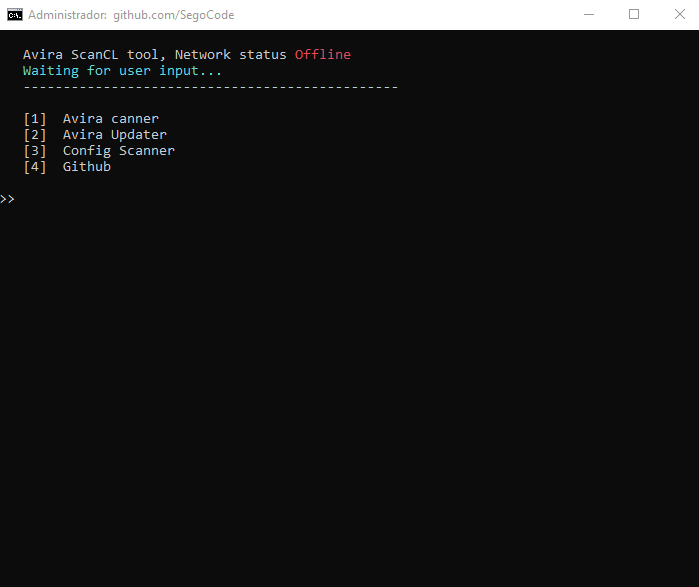 Administrador: github.com/SegoCode
Avira ScanCL tool, Network status Offline
Waiting for user input...
-----------------------------------------------
[1] Avira canner
[2] Avira Updater
[3] Config Scanner
[4] Github
>>